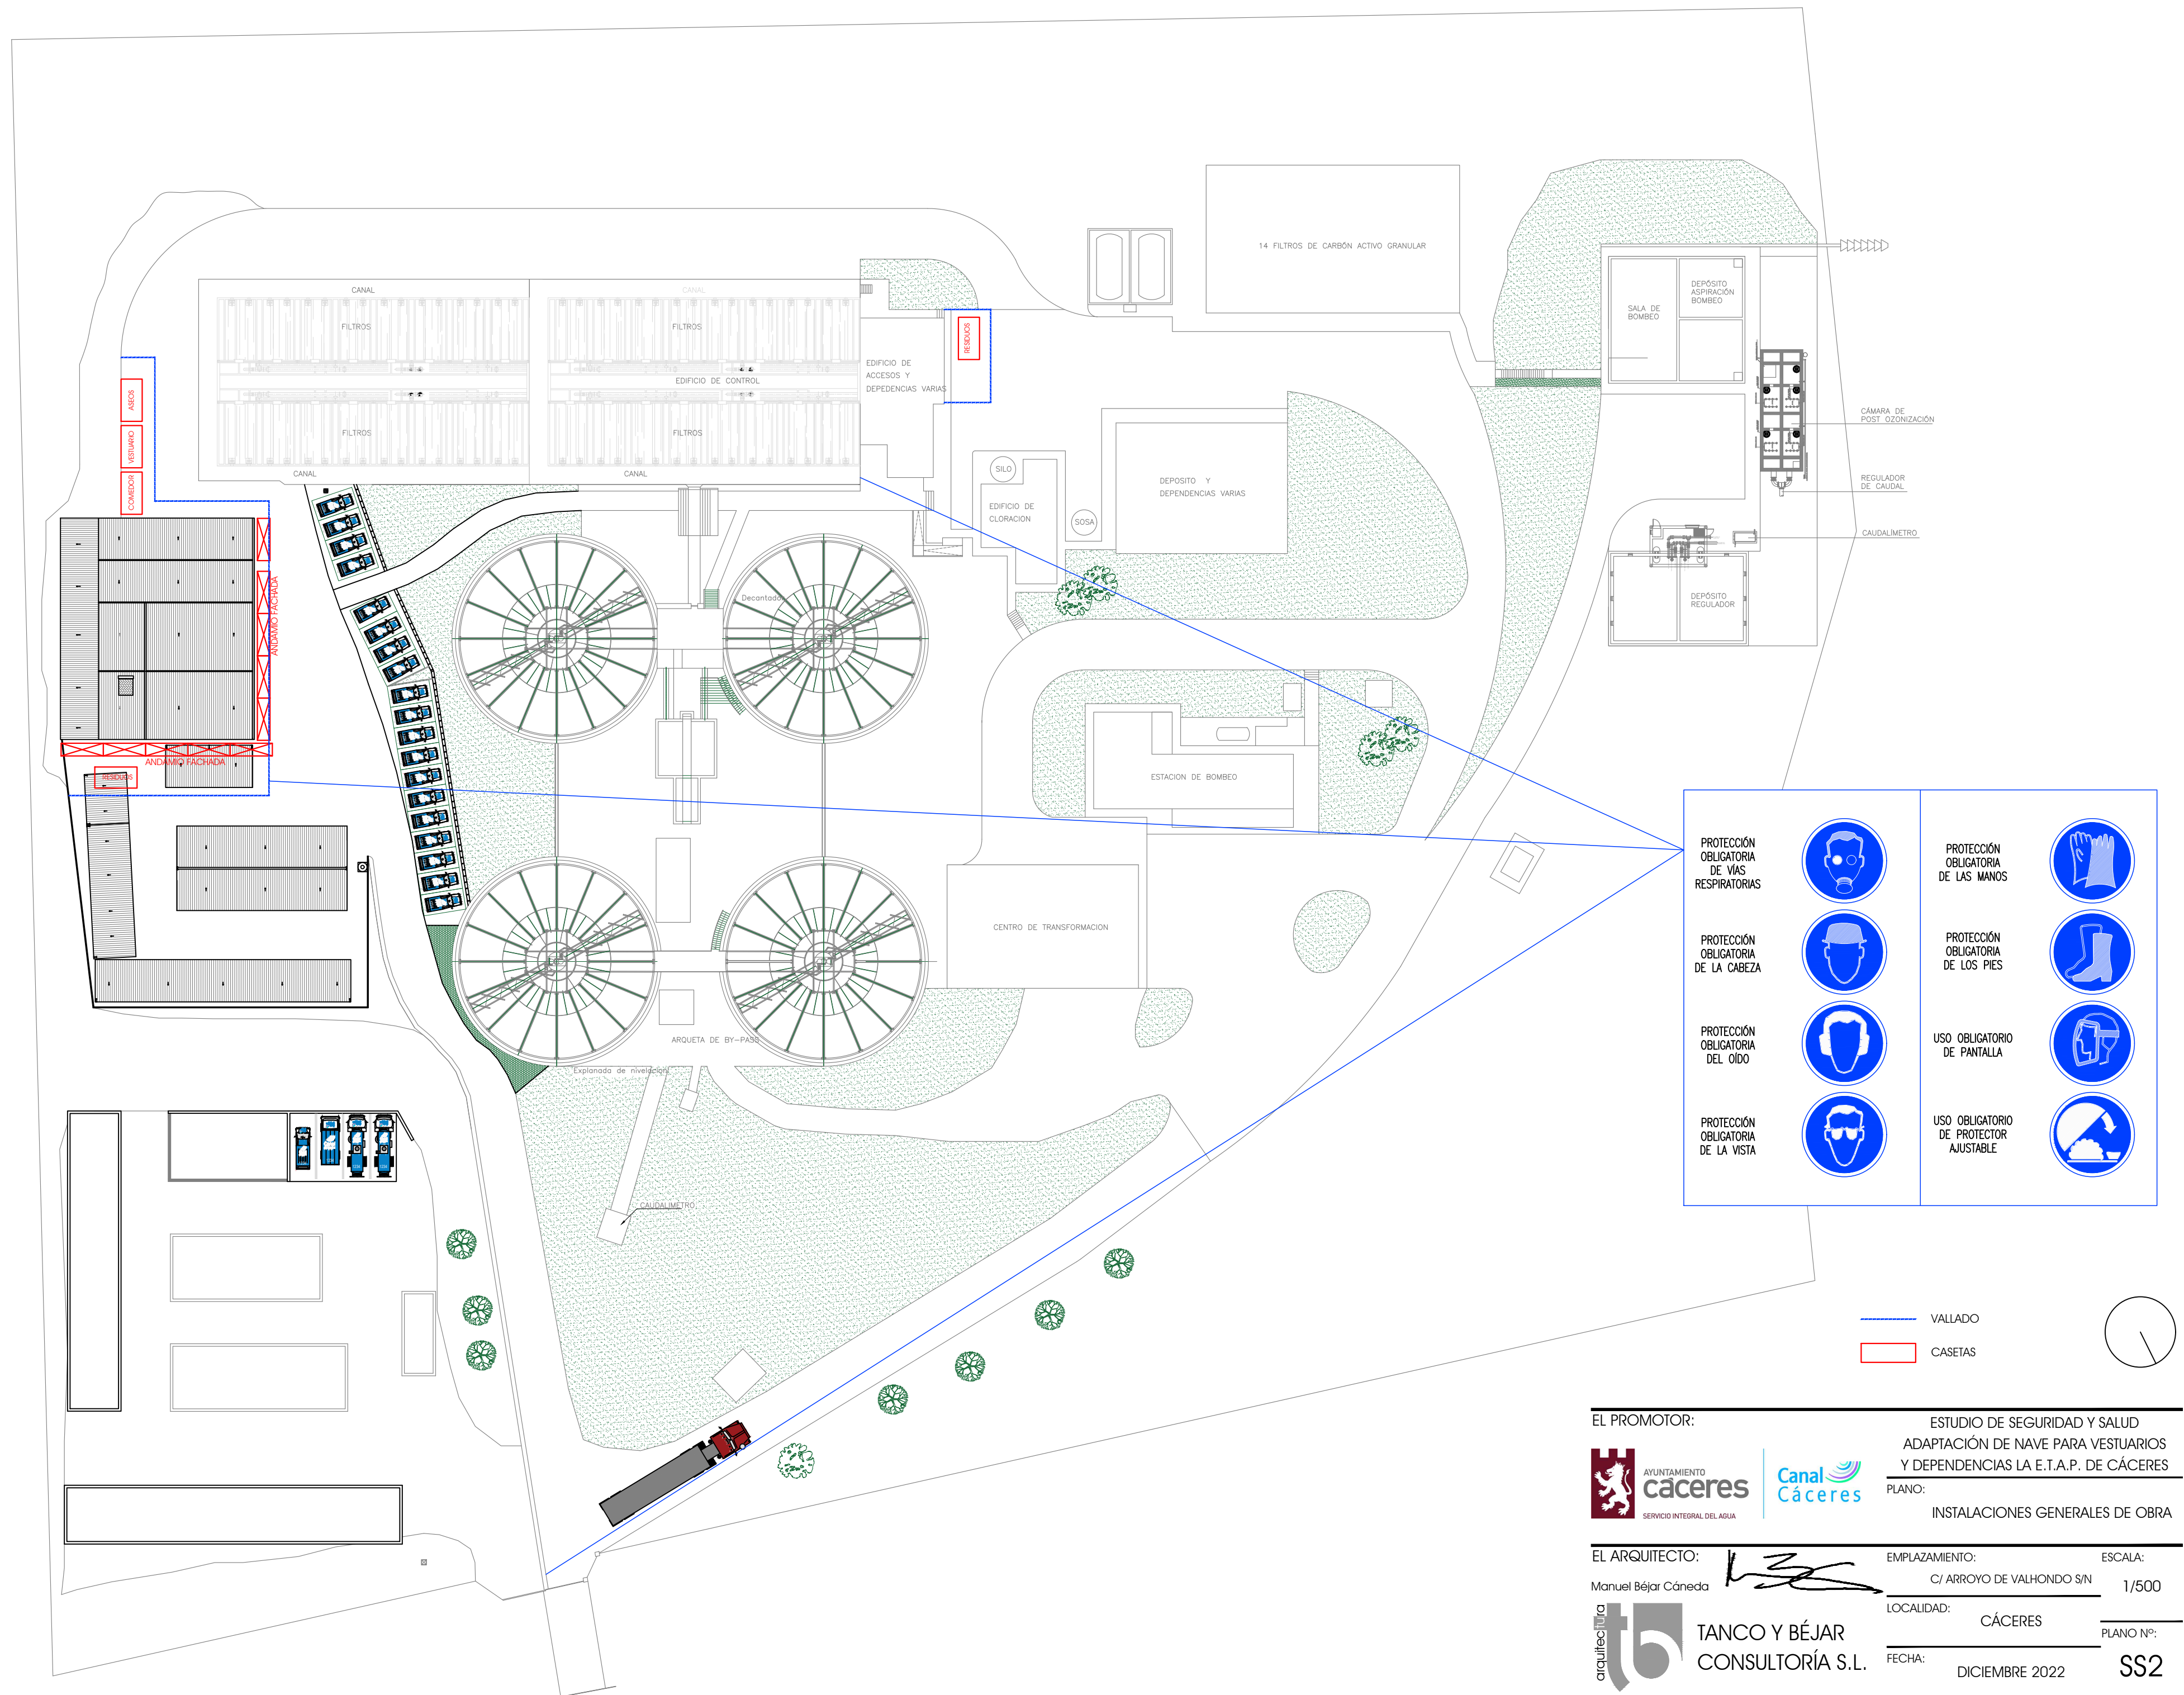 14 FILTROS DE CARBÓN ACTIVO GRANULAR
DEPÓSITO
ASPIRACIÓN
BOMBEO
SALA DE
BOMBEO
CANAL
CANAL
FILTROS
FILTROS
RESIDUOS
EDIFICIO DE
ACCESOS Y
DEPEDENCIAS VARIAS
EDIFICIO DE CONTROL
ASEOS
VESTUARIO
COMEDOR
FILTROS
FILTROS
CANAL
CANAL
CÁMARA DE
POST OZONIZACIÓN
REGULADOR
DE CAUDAL
CAUDALÍMETRO
SILO
DEPOSITO Y
DEPENDENCIAS VARIAS
EDIFICIO DE
CLORACION
SOSA
DEPÓSITO
REGULADOR
Decantador
ANDAMIO FACHADA
ANDAMIO FACHADA
RESIDUOS
ESTACION DE BOMBEO
CENTRO DE TRANSFORMACION
ARQUETA DE BY-PASS
Explanada de nivelacion
CAUDALIMETRO
PROTECCIÓN
OBLIGATORIA
DE VÍAS
RESPIRATORIAS
PROTECCIÓN
OBLIGATORIA
DE LAS MANOS
PROTECCIÓN
OBLIGATORIA
DE LA CABEZA
PROTECCIÓN
OBLIGATORIA
DE LOS PIES
PROTECCIÓN
OBLIGATORIA
DEL OÍDO
USO OBLIGATORIO
DE PANTALLA
PROTECCIÓN
OBLIGATORIA
DE LA VISTA
USO OBLIGATORIO
DE PROTECTOR
AJUSTABLE
VALLADO
CASETAS
EL PROMOTOR:
AYUNTAMIENTO
cáceres
SERVICIO INTEGRAL DEL AGUA
Canal
Cáceres
ESTUDIO DE SEGURIDAD Y SALUD
ADAPTACIÓN DE NAVE PARA VESTUARIOS
Y DEPENDENCIAS LA E.T.A.P. DE CÁCERES
PLANO:
INSTALACIONES GENERALES DE OBRA
EL ARQUITECTO:
Manuel Béjar Cáneda
arquitectura
tb
TANCO Y BÉJAR
CONSULTORÍA S.L.
EMPLAZAMIENTO:
C/ ARROYO DE VALHONDO S/N
ESCALA:
1/500
LOCALIDAD:
CÁCERES
PLANO Nº:
SS2
FECHA:
DICIEMBRE 2022